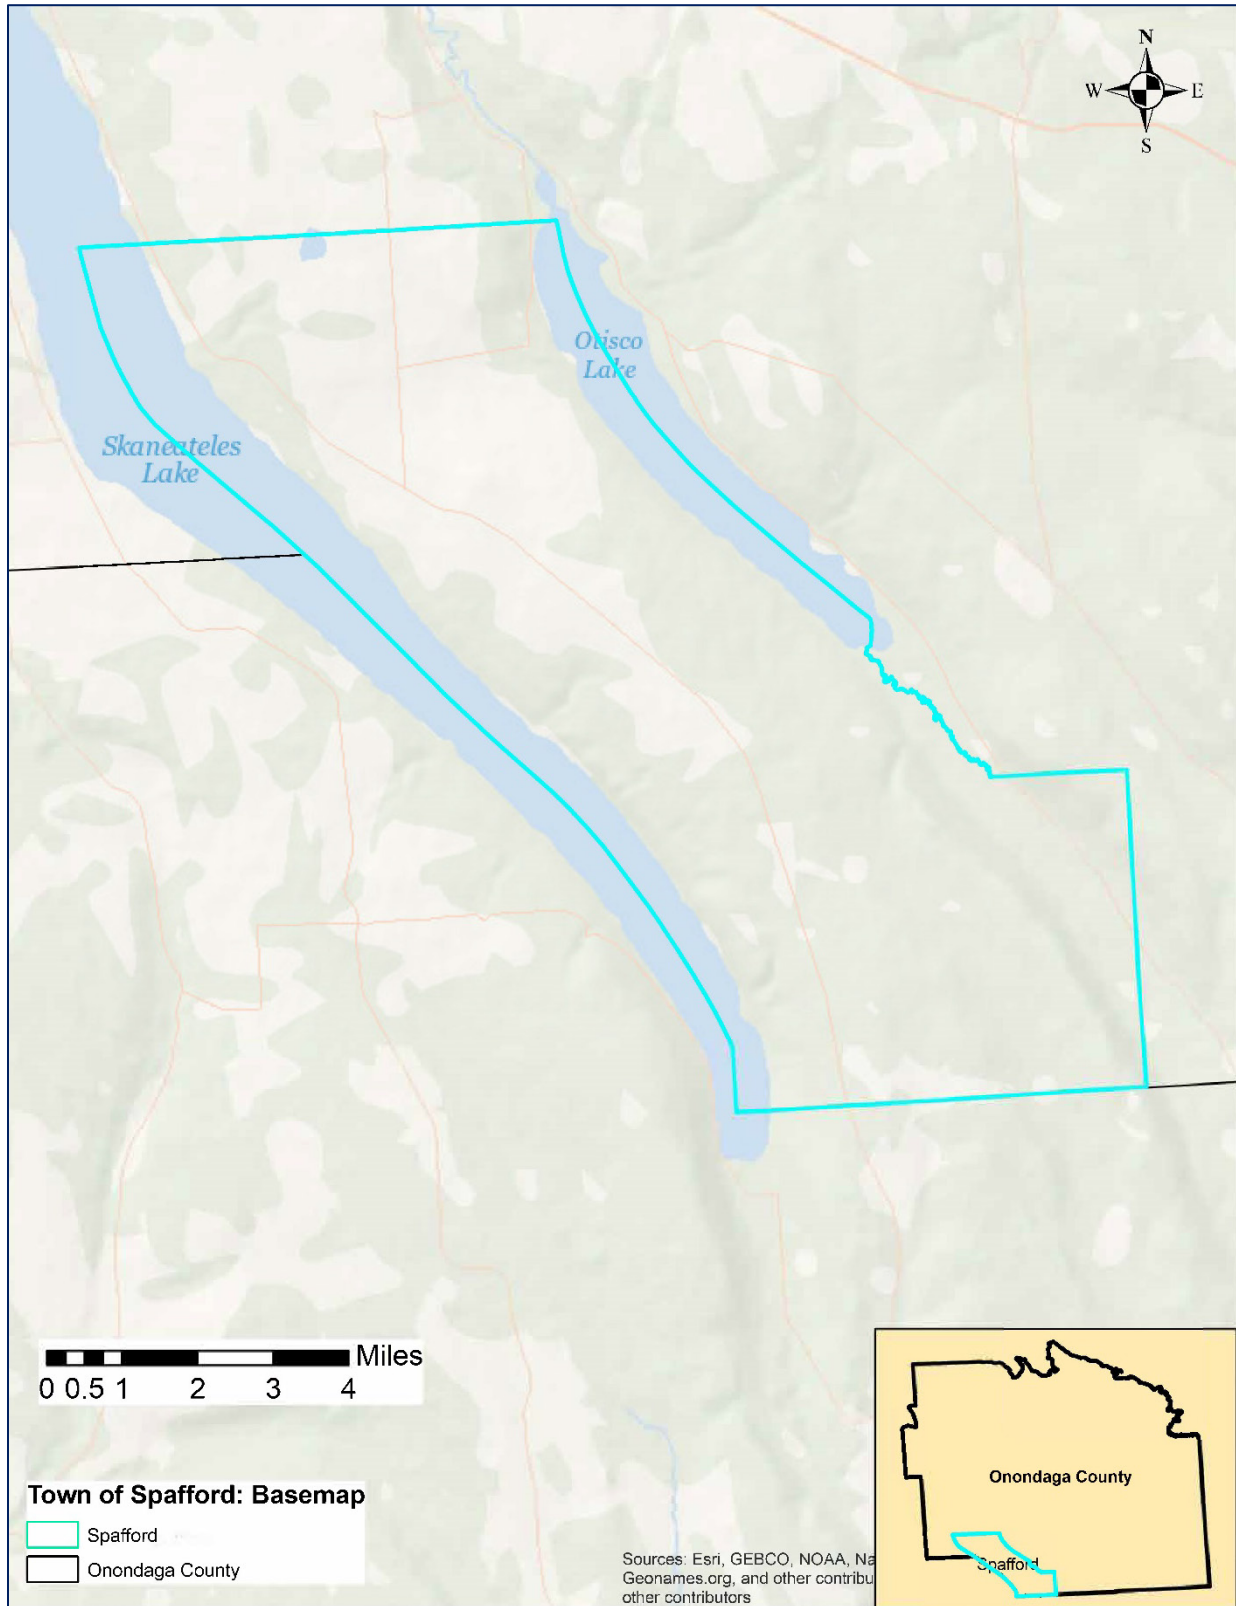 N
W E
S
Otisco
Lake
Skaneateles
Lake
Miles
0 0.5 1 2 3 4
Town of Spafford: Basemap
Spafford
Onondaga County
Sources: Esri, GEBCO, NOAA, Na
Geonames.org, and other contribu
other contributors
Onondaga County
Spafford